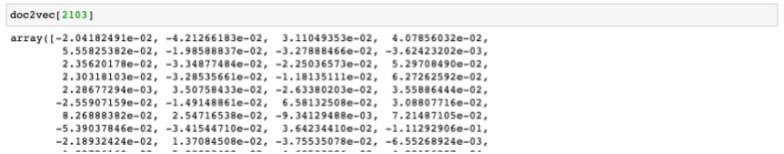 doc2vec[2103]
array([-2.04182491e-02, -4.21266183e-02, 3.11049353e-02, 4.07856032e-02,
5.55825382e-02, -1.98588837e-02, -3.27888466e-02, -3.62423202e-03,
2.35620178e-02, -3.34877484e-02, -2.25036573e-02, 5.29708490e-02,
2.30318103e-02, -3.28535661e-02, -1.18135111e-02, 6.27262592e-02,
2.28677294e-03, 3.50758433e-02, -2.63380203e-02, 3.55886444e-02,
-2.55907159e-02, -1.49148861e-02, 6.58132508e-02, 3.08807716e-02,
8.26888382e-02, 2.54716538e-02, -9.34129488e-03, 7.21487105e-02,
-5.39037846e-02, -3.41544710e-02, 3.64234410e-02, -1.11292906e-01,
-2.18932424e-02, 1.37084508e-02, -3.75535078e-02, -6.55268924e-03,